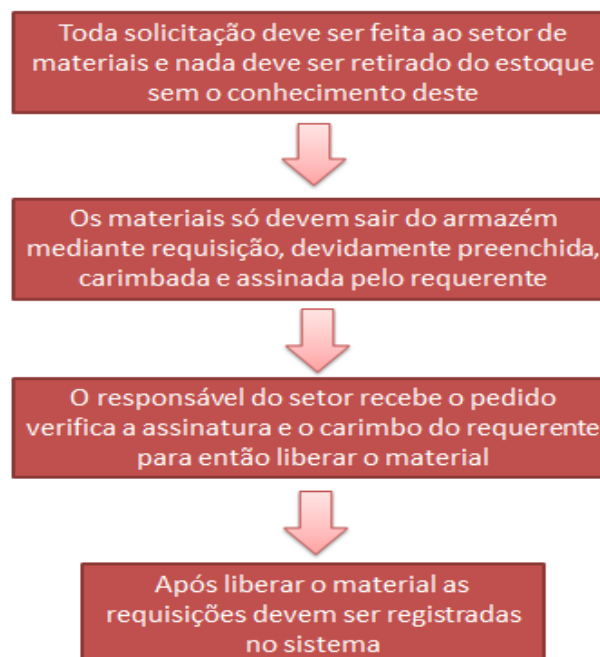 Toda solicitação deve ser feita ao setor de
materiais e nada deve ser retirado do estoque
sem o conhecimento deste
Os materiais só devem sair do armazém
mediante requisição, devidamente preenchida,
carimbada e assinada pelo requerente
O responsável do setor recebe o pedido
verifica a assinatura e o carimbo do requerente
para então liberar o material
Após liberar o material as
requisições devem ser registradas
no sistema